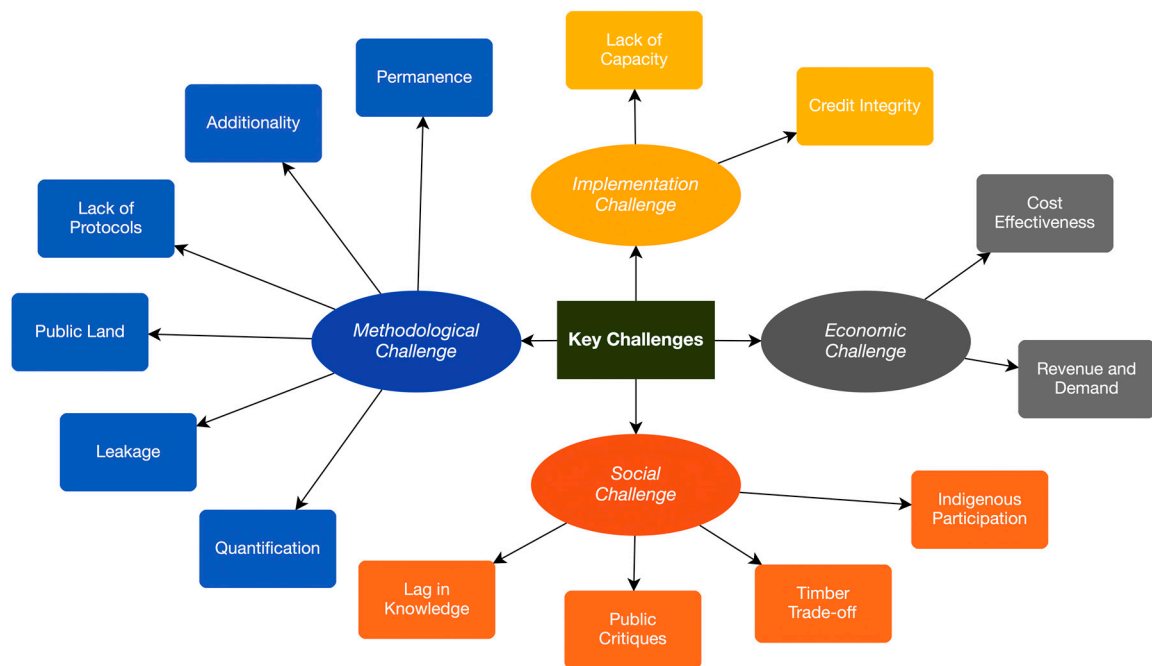 Lack of
Capacity
Permanence
Credit Integrity
Additionality
Implementation
Challenge
Lack of
Protocols
Cost
Effectiveness
Public Land
Methodological
Challenge
Key Challenges
Economic
Challenge
Revenue and
Demand
Leakage
Social
Challenge
Indigenous
Participation
Quantification
Lag in
Knowledge
Public
Critiques
Timber
Trade-off